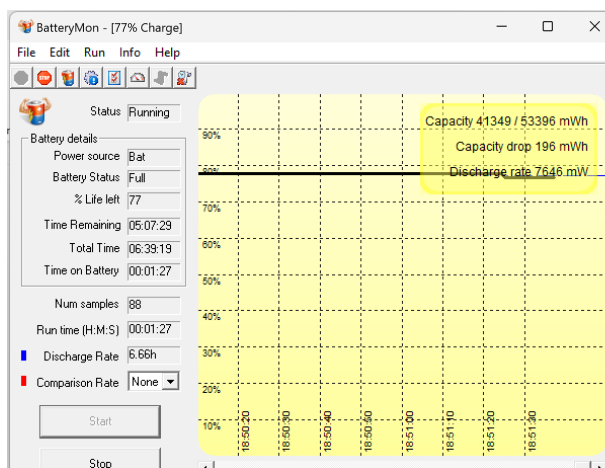 BatteryMon - [77% Charge]
File Edit Run Info Help
Status Running
Battery details
Power source Bat
Battery Status Full
% Life left 77
Time Remaining 05:07:29
Total Time 06:39:19
Time on Battery 00:01:27
Num samples 88
Run time (H:M:S) 00:01:27
Discharge Rate 6.66h
Comparison Rate None
Start
Stop
Capacity 41349 / 53396 mWh
Capacity drop 196 mWh
Discharge rate 7646 mW
90%
80%
70%
60%
50%
40%
30%
20%
10%
18:50:20
18:50:30
18:50:40
18:50:50
18:51:00
18:51:10
18:51:20
18:51:30